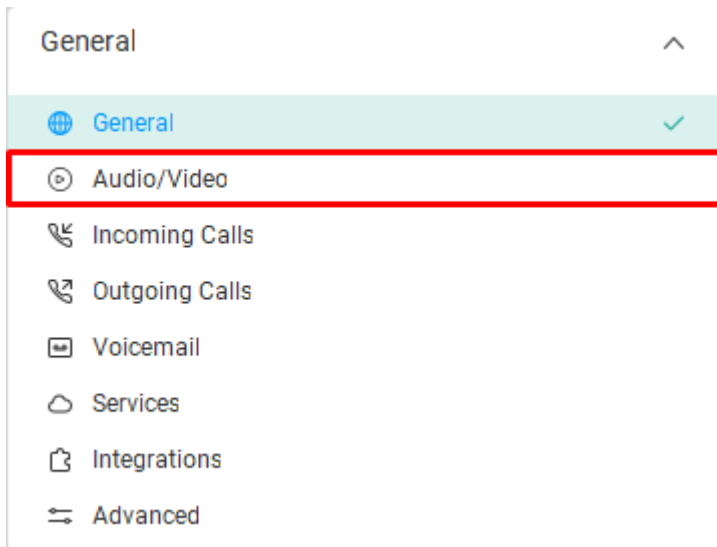 General
General
Audio/Video
Incoming Calls
Outgoing Calls
Voicemail
Services
Integrations
Advanced